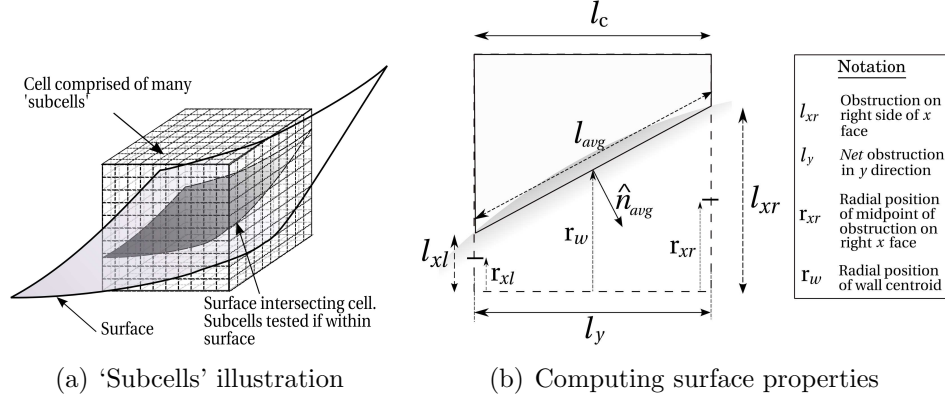 Cell comprised of many
'subcells'
Surface intersecting cell.
Subcells tested if within
surface
Surface
(a) ‘Subcells’ illustration
l_c
l_avg
n̂_avg
l_xl
r_xl
r_w
r_xr
l_xr
l_y
(b) Computing surface properties
Notation
l_xr Obstruction on
right side of x
face
l_y Net obstruction
in y direction
r_xr Radial position
of midpoint of
obstruction on
right x face
r_w Radial position
of wall centroid